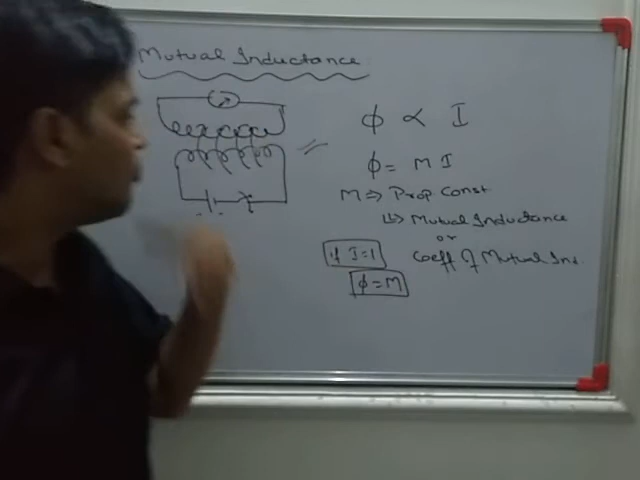 Mutual Inductance
ϕ ∝ I
ϕ = M I
M ⇒ Prop Const
↳ Mutual Inductance
or
Coeff of Mutual Ind.
if I=1
ϕ = M